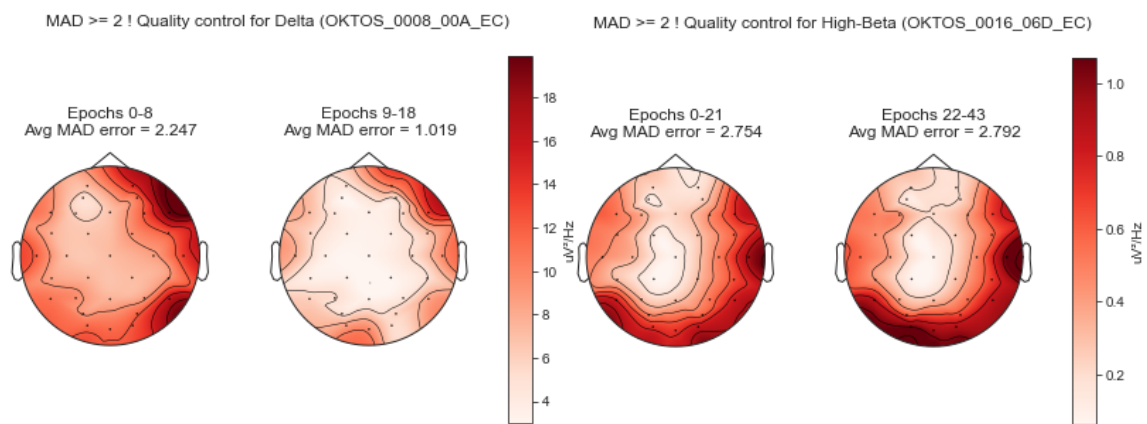 MAD >= 2 ! Quality control for Delta (OKTOS_0008_00A_EC)
Epochs 0-8
Avg MAD error = 2.247
Epochs 9-18
Avg MAD error = 1.019
18
16
14
12
10
8
6
4
uV²/Hz
MAD >= 2 ! Quality control for High-Beta (OKTOS_0016_06D_EC)
Epochs 0-21
Avg MAD error = 2.754
Epochs 22-43
Avg MAD error = 2.792
1.0
0.8
0.6
0.4
0.2
uV²/Hz